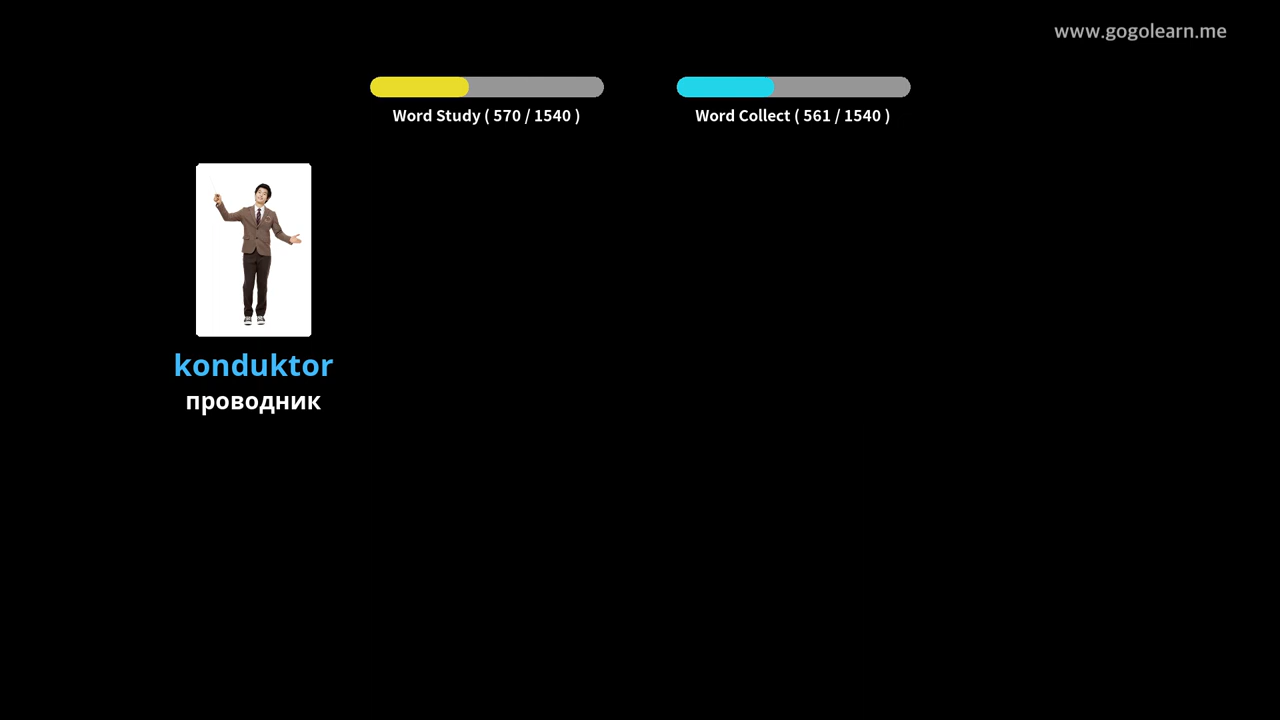 www.gogolearn.me
Word Study ( 570 / 1540 )
Word Collect ( 561 / 1540 )
konduktor
проводник